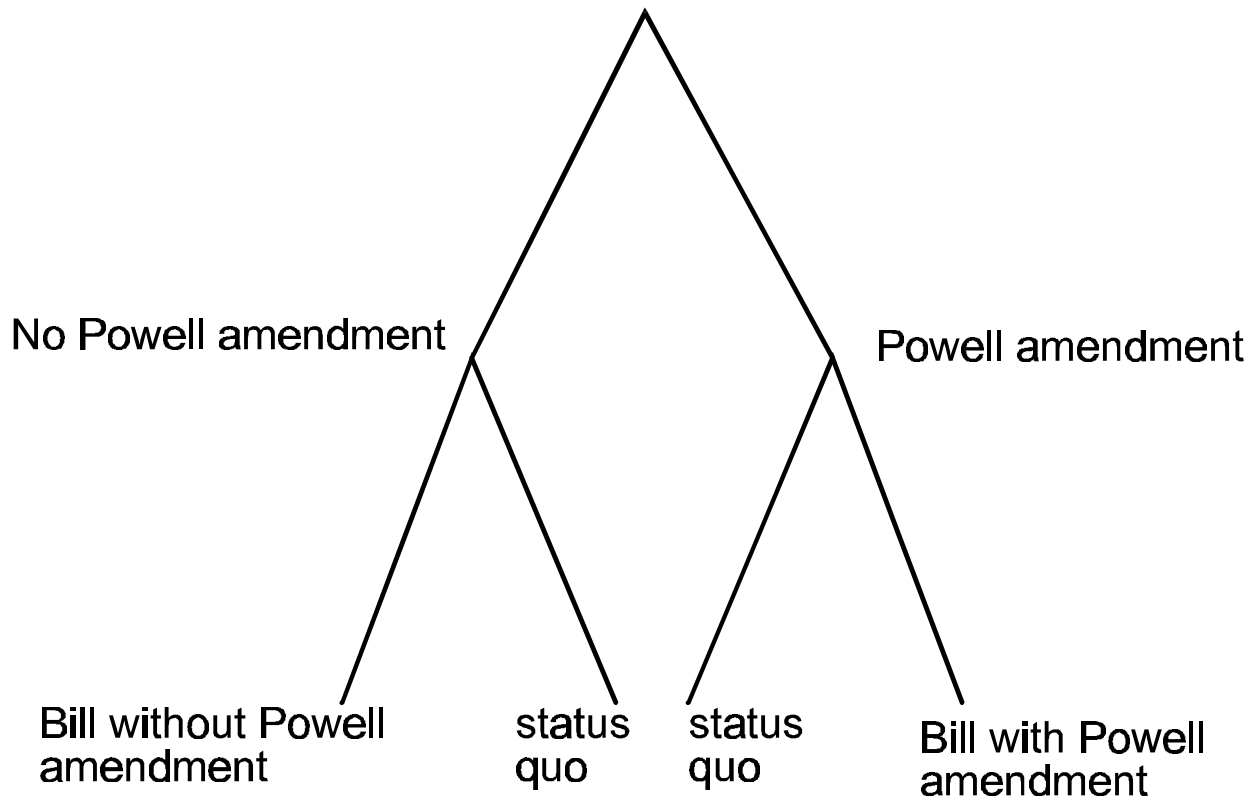 No Powell amendment
Powell amendment
Bill without Powell
amendment
status
quo
status
quo
Bill with Powell
amendment